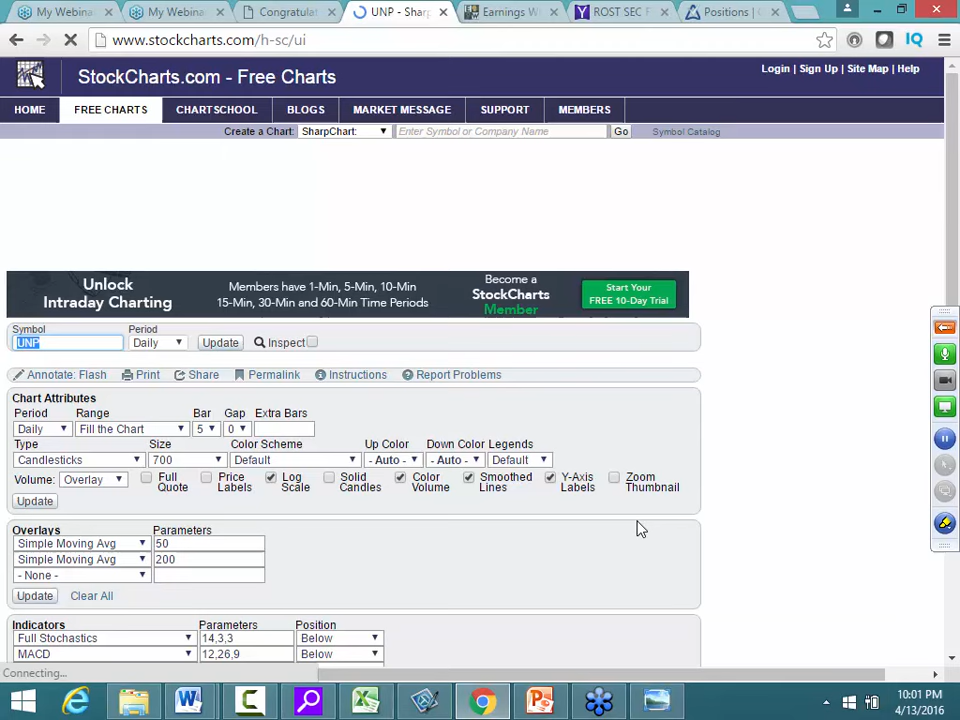 My Webina
My Webina
Congratulat
UNP - Shar
Earnings W
ROST SEC F
Positions | C
www.stockcharts.com/h-sc/ui
IQ
StockCharts.com - Free Charts
Login | Sign Up | Site Map | Help
HOME
FREE CHARTS
CHARTSCHOOL
BLOGS
MARKET MESSAGE
SUPPORT
MEMBERS
Create a Chart: SharpChart: Enter Symbol or Company Name Go Symbol Catalog
Unlock
Intraday Charting
Members have 1-Min, 5-Min, 10-Min
15-Min, 30-Min and 60-Min Time Periods
Become a
StockCharts
Member
Start Your
FREE 10-Day Trial
Symbol Period
UNP Daily Update Inspect
Annotate: Flash Print Share Permalink Instructions Report Problems
Chart Attributes
Period Range Bar Gap Extra Bars
Daily Fill the Chart 5 0
Type Size Color Scheme Up Color Down Color Legends
Candlesticks 700 Default - Auto - - Auto - Default
Volume: Overlay Full Quote Price Labels Log Scale Solid Candles Color Volume Smoothed Lines Y-Axis Labels Zoom Thumbnail
Update
Overlays Parameters
Simple Moving Avg 50
Simple Moving Avg 200
- None -
Update Clear All
Indicators Parameters Position
Full Stochastics 14,3,3 Below
MACD 12,26,9 Below
Connecting...
10:01 PM
4/13/2016